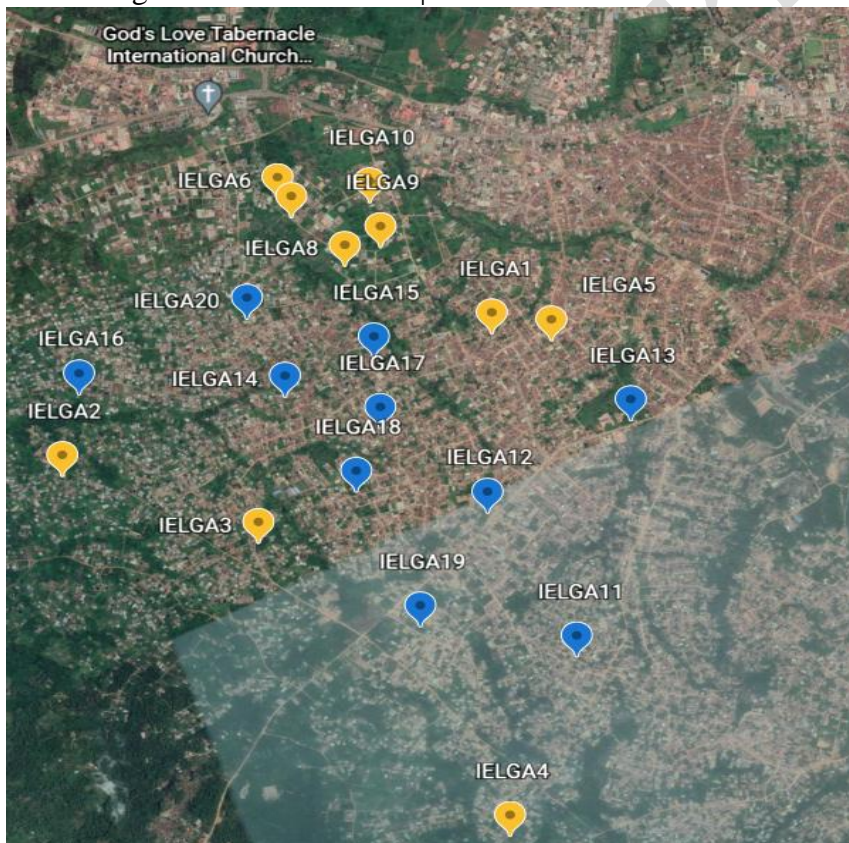 God's Love Tabernacle
International Church...
IELGA10
IELGA6
IELGA9
IELGA8
IELGA1
IELGA5
IELGA15
IELGA20
IELGA16
IELGA17
IELGA13
IELGA14
IELGA2
IELGA18
IELGA12
IELGA3
IELGA19
IELGA11
IELGA4